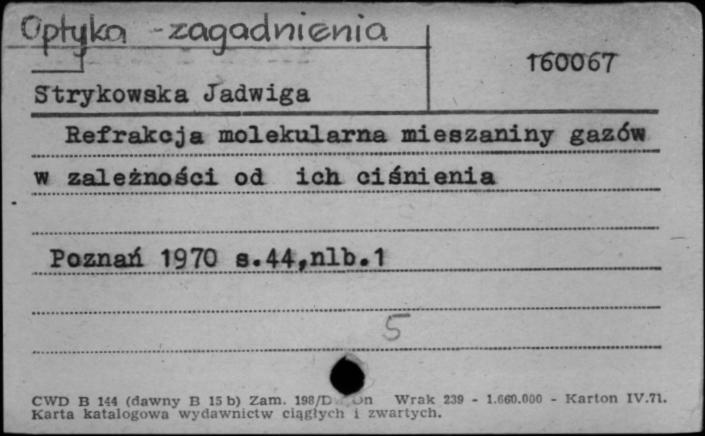 Optyka - zagadnienia
160067
Strykowska Jadwiga
Refrakcja molekularna mieszaniny gazów
w zależności od ich ciśnienia
Poznań 1970 s.44,nlb.1
5
CWD B 144 (dawny B 15 b) Zam. 198/D Wrak 239 - 1.660.000 - Karton IV.71.
Karta katalogowa wydawnictw ciągłych i zwartych.